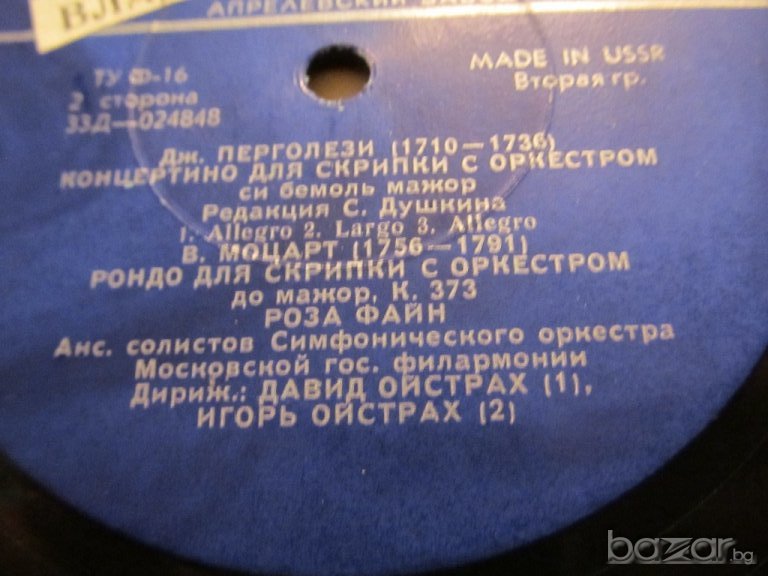 АПРЕЛЕВСКИЙ
ТУ Ф-16
2 сторона
33Д—024848
MADE IN USSR
Вторая гр.
Дж. ПЕРГОЛЕЗИ (1710—1736)
КОНЦЕРТИНО ДЛЯ СКРИПКИ С ОРКЕСТРОМ
си бемоль мажор
Редакция С. Душкина
1. Allegro 2. Largo 3. Allegro
В. МОЦАРТ (1756—1791)
РОНДО ДЛЯ СКРИПКИ С ОРКЕСТРОМ
до мажор, К. 373
РОЗА ФАЙН
Анс. солистов Симфонического оркестра
Московской гос. филармонии
Дириж.: ДАВИД ОЙСТРАХ (1),
ИГОРЬ ОЙСТРАХ (2)
bazar.bg